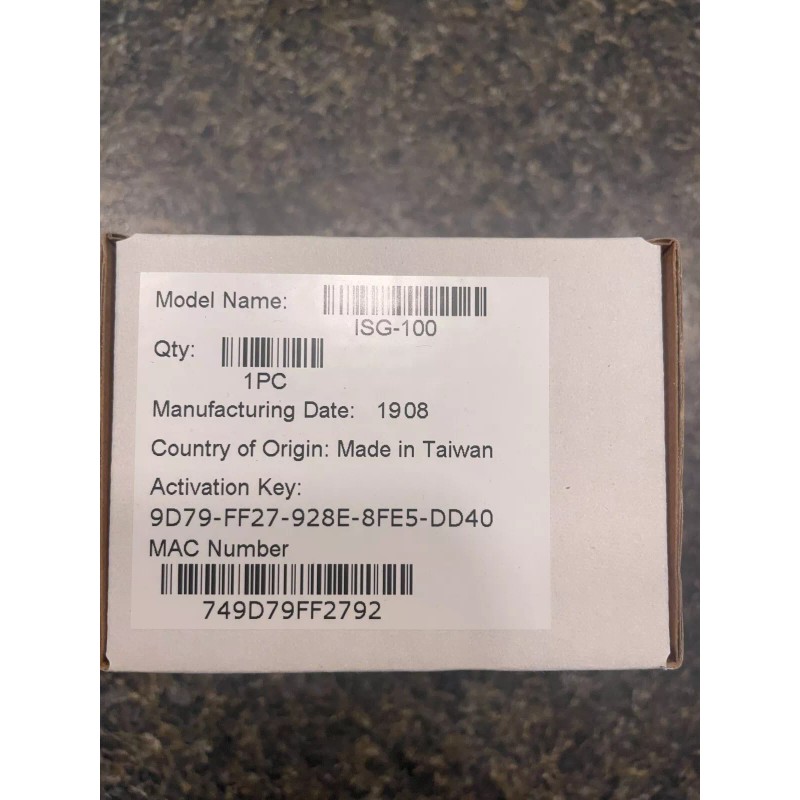 Model Name:
ISG-100
Qty:
1PC
Manufacturing Date: 1908
Country of Origin: Made in Taiwan
Activation Key:
9D79-FF27-928E-8FE5-DD40
MAC Number
749D79FF2792